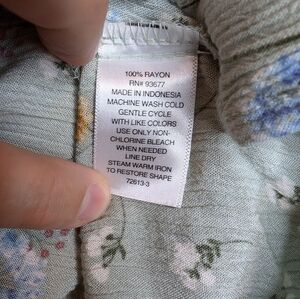 100% RAYON
RN# 93677
MADE IN INDONESIA
MACHINE WASH COLD
GENTLE CYCLE
WITH LIKE COLORS
USE ONLY NON-
CHLORINE BLEACH
WHEN NEEDED
LINE DRY
STEAM WARM IRON
TO RESTORE SHAPE
72613-3